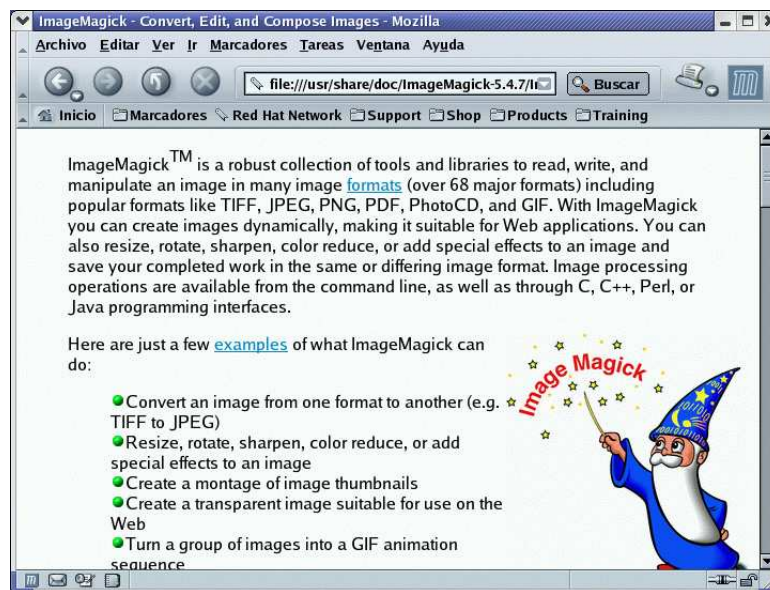 ImageMagick - Convert, Edit, and Compose Images - Mozilla
Archivo Editar Ver Ir Marcadores Tareas Ventana Ayuda
file:///usr/share/doc/ImageMagick-5.4.7/I Buscar
Inicio Marcadores Red Hat Network Support Shop Products Training
ImageMagickTM is a robust collection of tools and libraries to read, write, and
manipulate an image in many image formats (over 68 major formats) including
popular formats like TIFF, JPEG, PNG, PDF, PhotoCD, and GIF. With ImageMagick
you can create images dynamically, making it suitable for Web applications. You can
also resize, rotate, sharpen, color reduce, or add special effects to an image and
save your completed work in the same or differing image format. Image processing
operations are available from the command line, as well as through C, C++, Perl, or
Java programming interfaces.
Here are just a few examples of what ImageMagick can
do:
Convert an image from one format to another (e.g.
TIFF to JPEG)
Resize, rotate, sharpen, color reduce, or add
special effects to an image
Create a montage of image thumbnails
Create a transparent image suitable for use on the
Web
Turn a group of images into a GIF animation
sequence
Image Magick